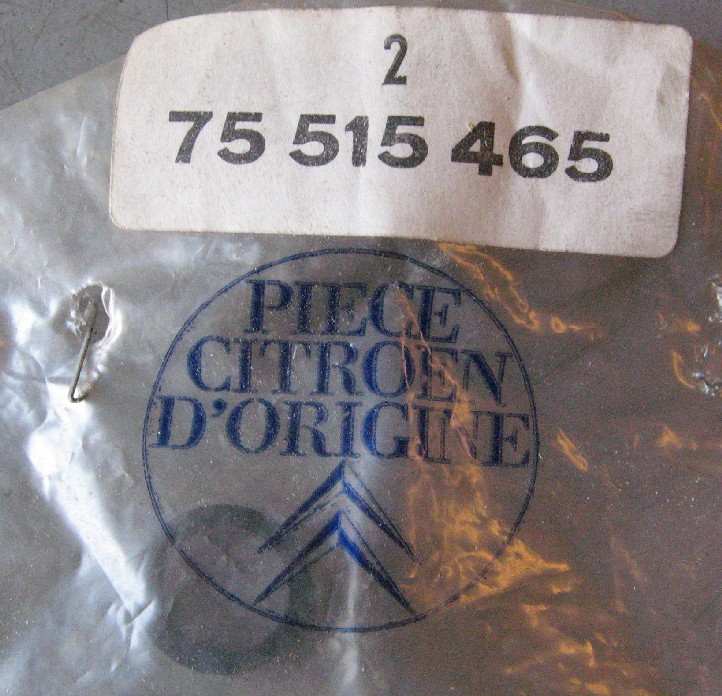 2
75 515 465
PIECE
CITROEN
D'ORIGINE